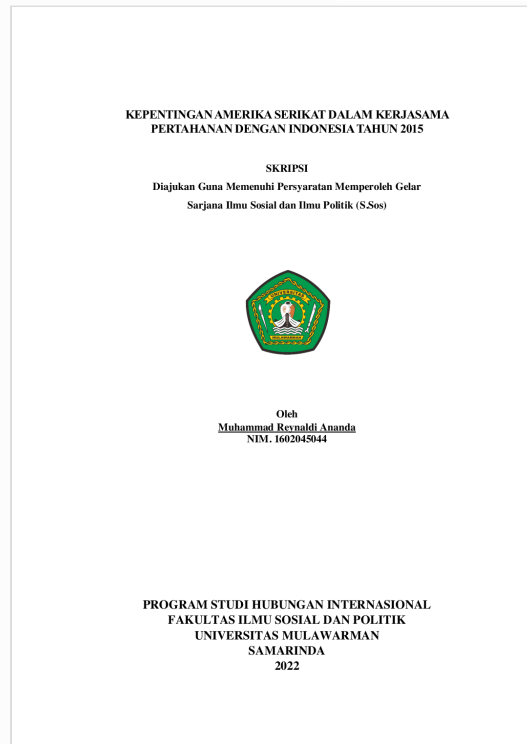 KEPENTINGAN AMERIKA SERIKAT DALAM KERJASAMA
PERTAHANAN DENGAN INDONESIA TAHUN 2015
SKRIPSI
Diajukan Guna Memenuhi Persyaratan Memperoleh Gelar
Sarjana Ilmu Sosial dan Ilmu Politik (S.Sos)
UNIVERSITAS
MULAWARMAN
Oleh
Muhammad Reynaldi Ananda
NIM. 1602045044
PROGRAM STUDI HUBUNGAN INTERNASIONAL
FAKULTAS ILMU SOSIAL DAN POLITIK
UNIVERSITAS MULAWARMAN
SAMARINDA
2022